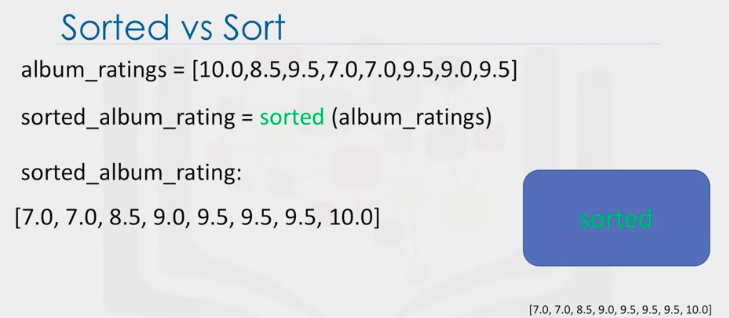 Sorted vs Sort
album_ratings = [10.0,8.5,9.5,7.0,7.0,9.5,9.0,9.5]
sorted_album_rating = sorted (album_ratings)
sorted_album_rating:
[7.0, 7.0, 8.5, 9.0, 9.5, 9.5, 9.5, 10.0]
sorted
[7.0, 7.0, 8.5, 9.0, 9.5, 9.5, 9.5, 10.0]